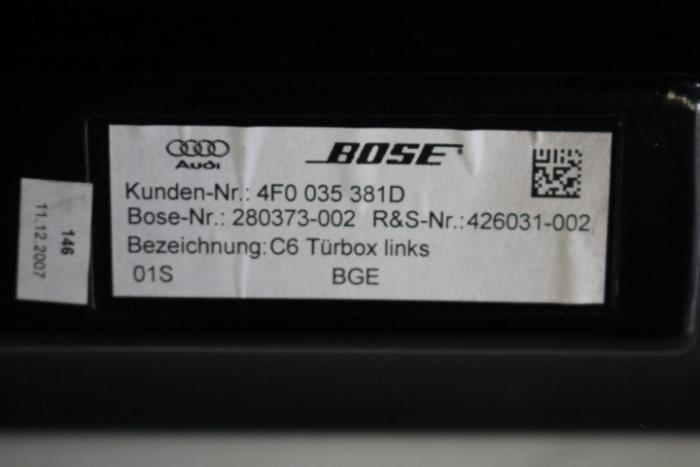 Audi
BOSE
Kunden-Nr.: 4F0 035 381D
Bose-Nr.: 280373-002 R&S-Nr.:426031-002
Bezeichnung:C6 Türbox links
01S BGE
146
11.12.2007